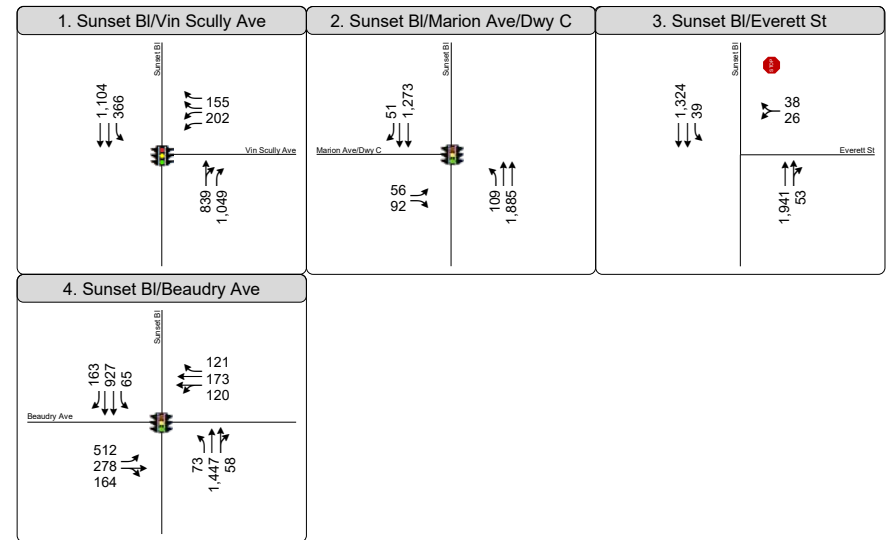 1. Sunset Bl/Vin Scully Ave
Sunset Bl
1,104
366
155
202
Vin Scully Ave
839
1,049
2. Sunset Bl/Marion Ave/Dwy C
Sunset Bl
51
1,273
Marion Ave/Dwy C
56
92
109
1,885
3. Sunset Bl/Everett St
Sunset Bl
STOP
1,324
39
38
26
Everett St
1,941
53
4. Sunset Bl/Beaudry Ave
Sunset Bl
163
927
65
121
173
120
Beaudry Ave
512
278
164
73
1,447
58